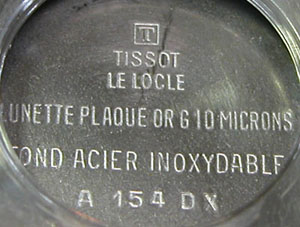 T
TISSOT
LE LOCLE
LUNETTE PLAQUE OR G 10 MICRONS
FOND ACIER INOXYDABLE
A 154 DX